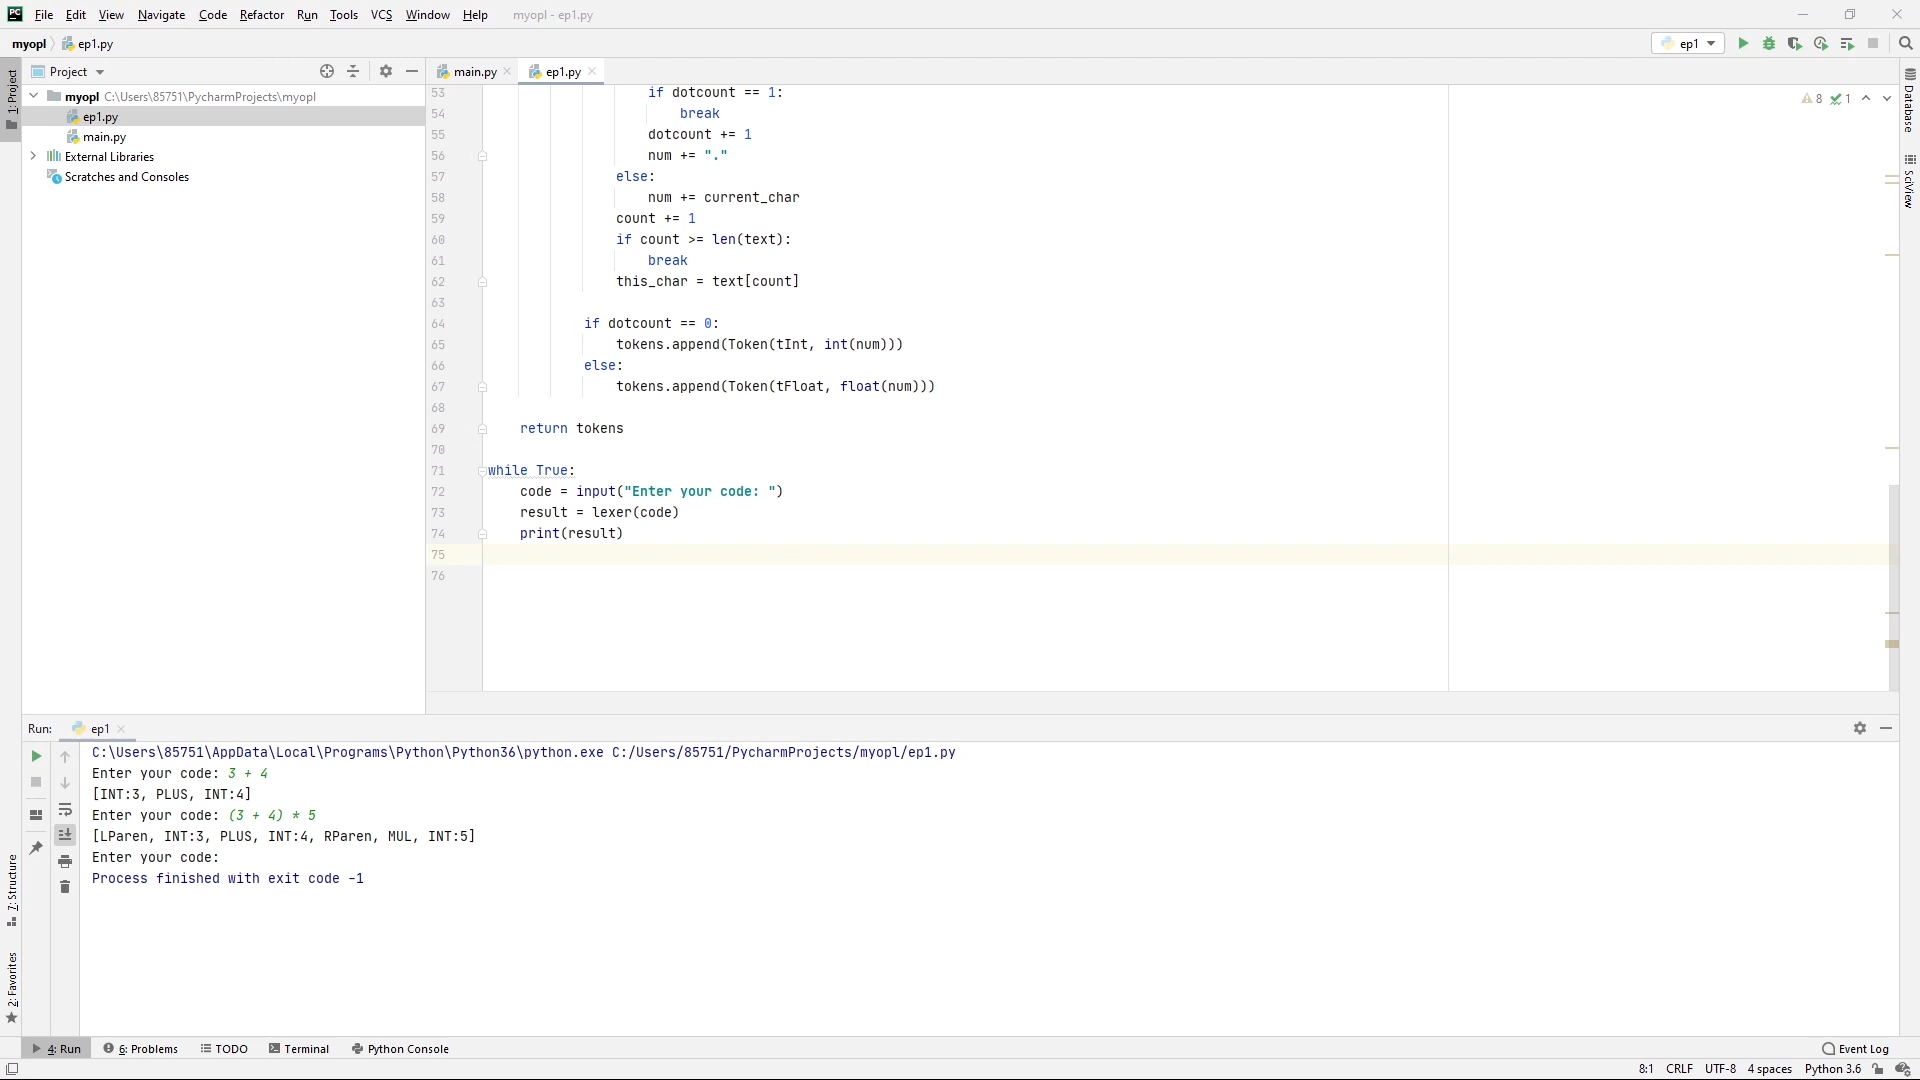 PC File Edit View Navigate Code Refactor Run Tools VCS Window Help myopl - ep1.py
myopl ep1.py ep1
Project main.py ep1.py
1: Project
myopl C:\Users\85751\PycharmProjects\myopl
ep1.py
main.py
External Libraries
Scratches and Consoles
8 1
Database
SciView
53 if dotcount == 1:
54 break
55 dotcount += 1
56 num += "."
57 else:
58 num += current_char
59 count += 1
60 if count >= len(text):
61 break
62 this_char = text[count]
63
64 if dotcount == 0:
65 tokens.append(Token(tInt, int(num)))
66 else:
67 tokens.append(Token(tFloat, float(num)))
68
69 return tokens
70
71 while True:
72 code = input("Enter your code: ")
73 result = lexer(code)
74 print(result)
75
76
Run: ep1
C:\Users\85751\AppData\Local\Programs\Python\Python36\python.exe C:/Users/85751/PycharmProjects/myopl/ep1.py
Enter your code: 3 + 4
[INT:3, PLUS, INT:4]
Enter your code: (3 + 4) * 5
[LParen, INT:3, PLUS, INT:4, RParen, MUL, INT:5]
Enter your code:
Process finished with exit code -1
7: Structure
2: Favorites
4: Run 6: Problems TODO Terminal Python Console Event Log
8:1 CRLF UTF-8 4 spaces Python 3.6